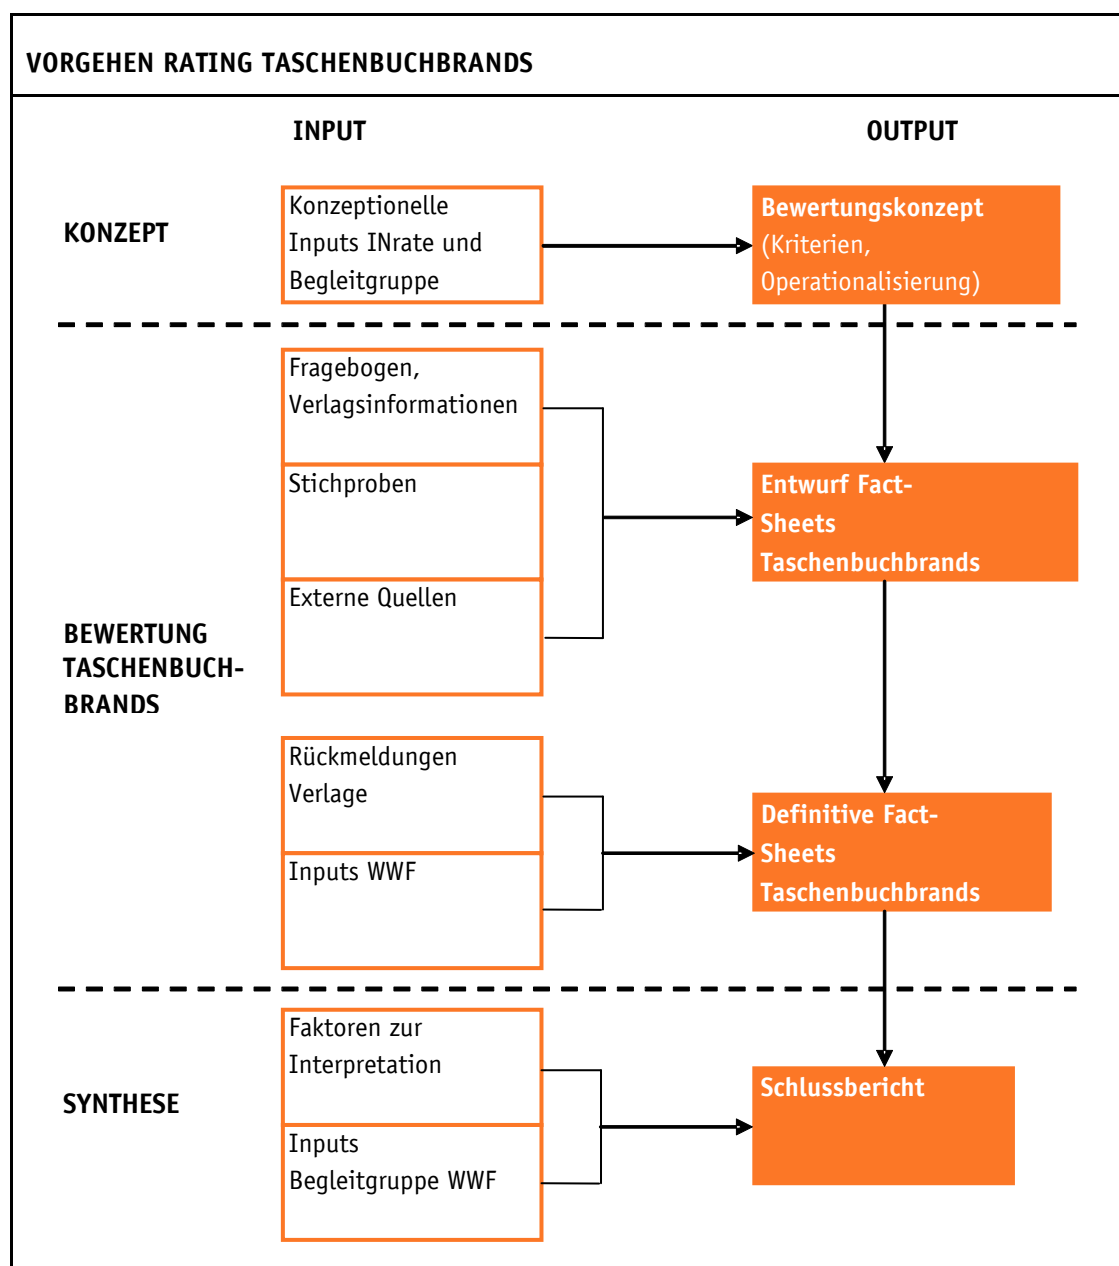 VORGEHEN RATING TASCHENBUCHBRANDS
INPUT
OUTPUT
KONZEPT
Konzeptionelle
Inputs INrate und
Begleitgruppe
Bewertungskonzept
(Kriterien,
Operationalisierung)
BEWERTUNG
TASCHENBUCH-
BRANDS
Fragebogen,
Verlagsinformationen
Stichproben
Externe Quellen
Entwurf Fact-
Sheets
Taschenbuchbrands
Rückmeldungen
Verlage
Inputs WWF
Definitive Fact-
Sheets
Taschenbuchbrands
SYNTHESE
Faktoren zur
Interpretation
Inputs
Begleitgruppe WWF
Schlussbericht